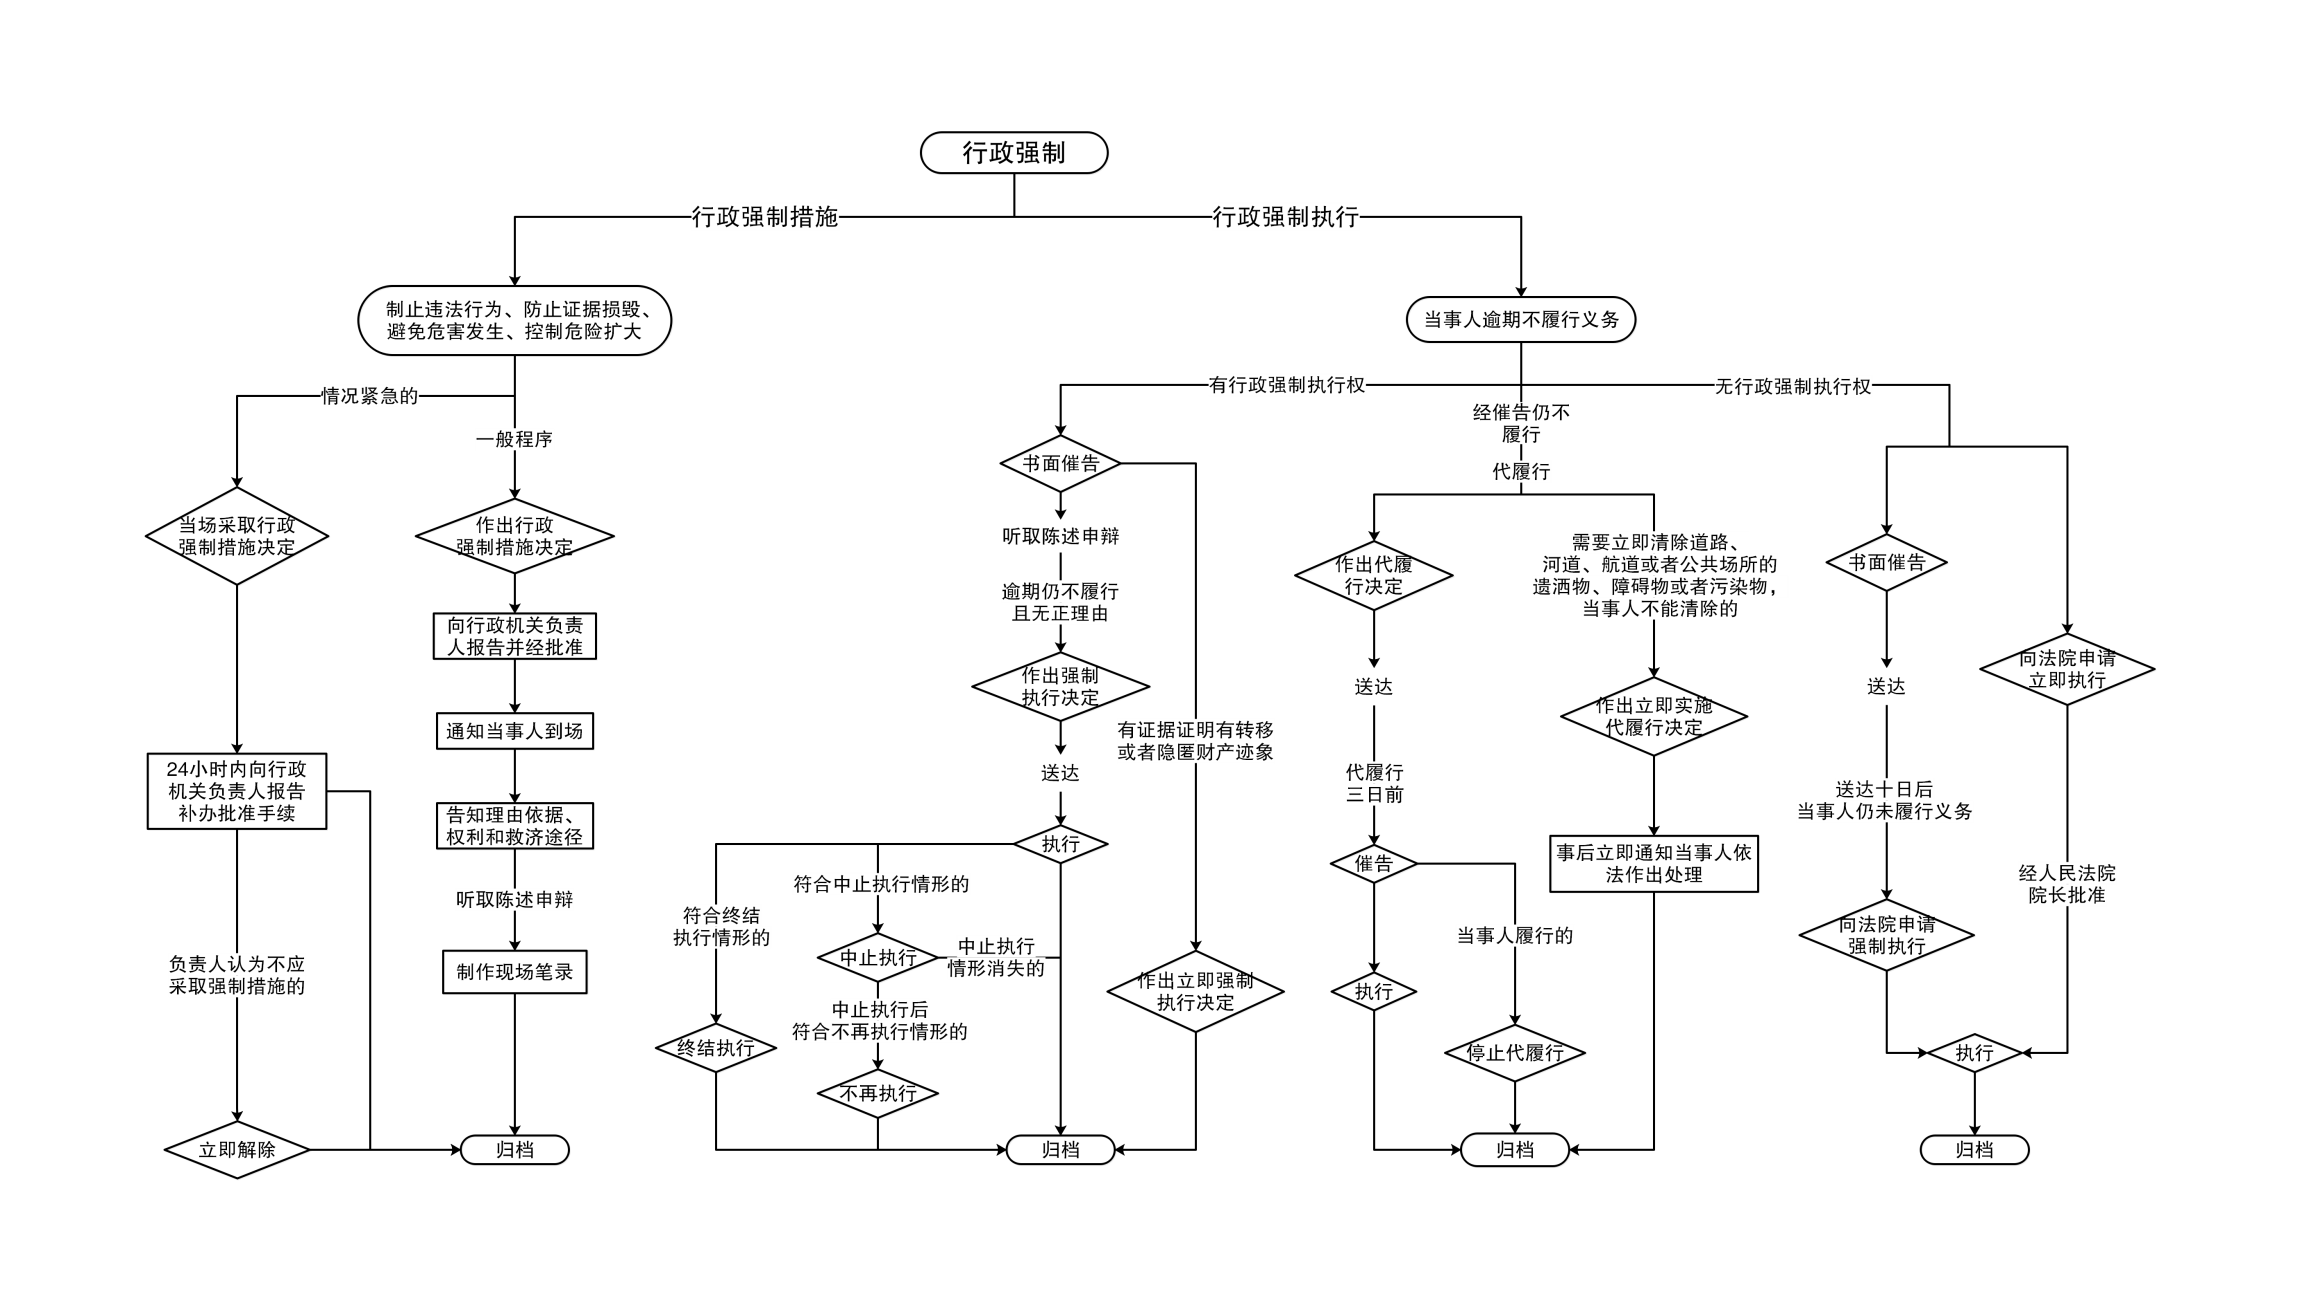 行政强制
行政强制措施
行政强制执行
制止违法行为、防止证据损毁、
避免危害发生、控制危险扩大
当事人逾期不履行义务
情况紧急的
一般程序
当场采取行政
强制措施决定
作出行政
强制措施决定
向行政机关负责
人报告并经批准
通知当事人到场
24小时内向行政
机关负责人报告
补办批准手续
告知理由依据、
权利和救济途径
听取陈述申辩
制作现场笔录
负责人认为不应
采取强制措施的
立即解除
归档
有行政强制执行权
书面催告
听取陈述申辩
逾期仍不履行
且无正理由
作出强制
执行决定
送达
有证据证明有转移
或者隐匿财产迹象
执行
符合中止执行情形的
符合终结
执行情形的
中止执行
中止执行
情形消失的
作出立即强制
执行决定
中止执行后
符合不再执行情形的
终结执行
不再执行
归档
经催告仍不
履行
代履行
作出代履
行决定
需要立即清除道路、
河道、航道或者公共场所的
遗洒物、障碍物或者污染物，
当事人不能清除的
送达
作出立即实施
代履行决定
代履行
三日前
催告
事后立即通知当事人依
法作出处理
当事人履行的
执行
停止代履行
归档
无行政强制执行权
书面催告
向法院申请
立即执行
送达
送达十日后
当事人仍未履行义务
经人民法院
院长批准
向法院申请
强制执行
执行
归档